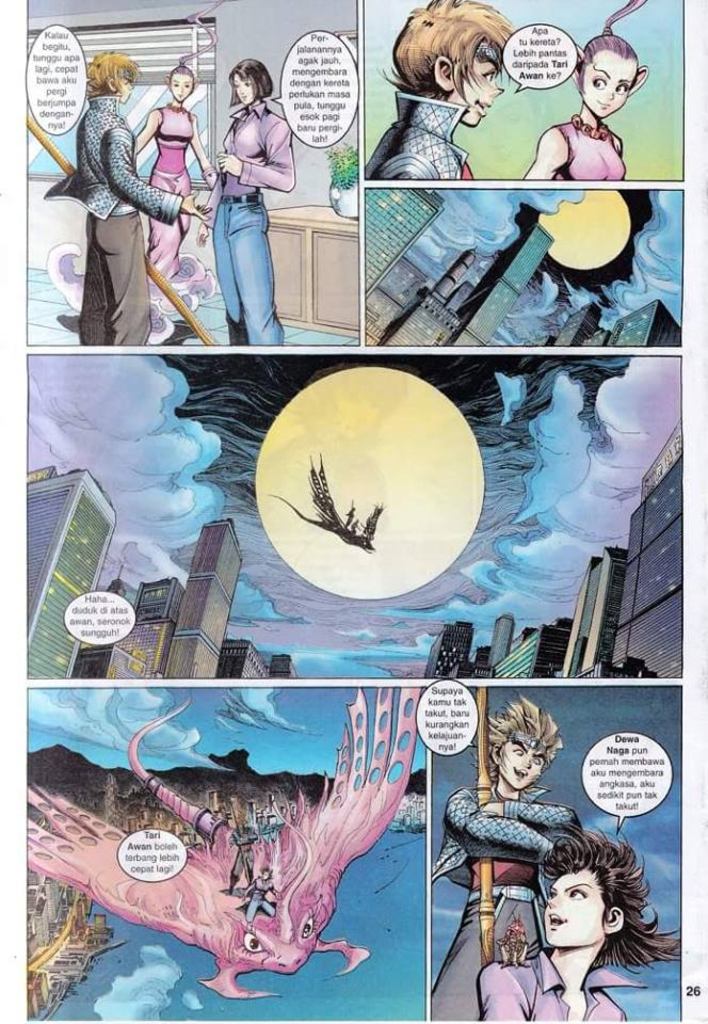 Kalau
begitu,
tunggu apa
lagi, cepat
bawa aku
pergi
berjumpa
dengan-
nya!
Per-
jalanannya
agak jauh,
mengembara
dengan kereta
perlukan masa
pula, tunggu
esok pagi
baru pergi-
lah!
Apa
tu kereta?
Lebih pantas
daripada Tari
Awan ke?
Haha...
duduk di atas
awan, seronok
sungguh!
Tari
Awan boleh
terbang lebih
cepat lagi!
Supaya
kamu tak
takut, baru
kurangkan
kelajuan-
nya!
Dewa
Naga pun
pernah membawa
aku mengembara
angkasa, aku
sedikit pun tak
takut!
26